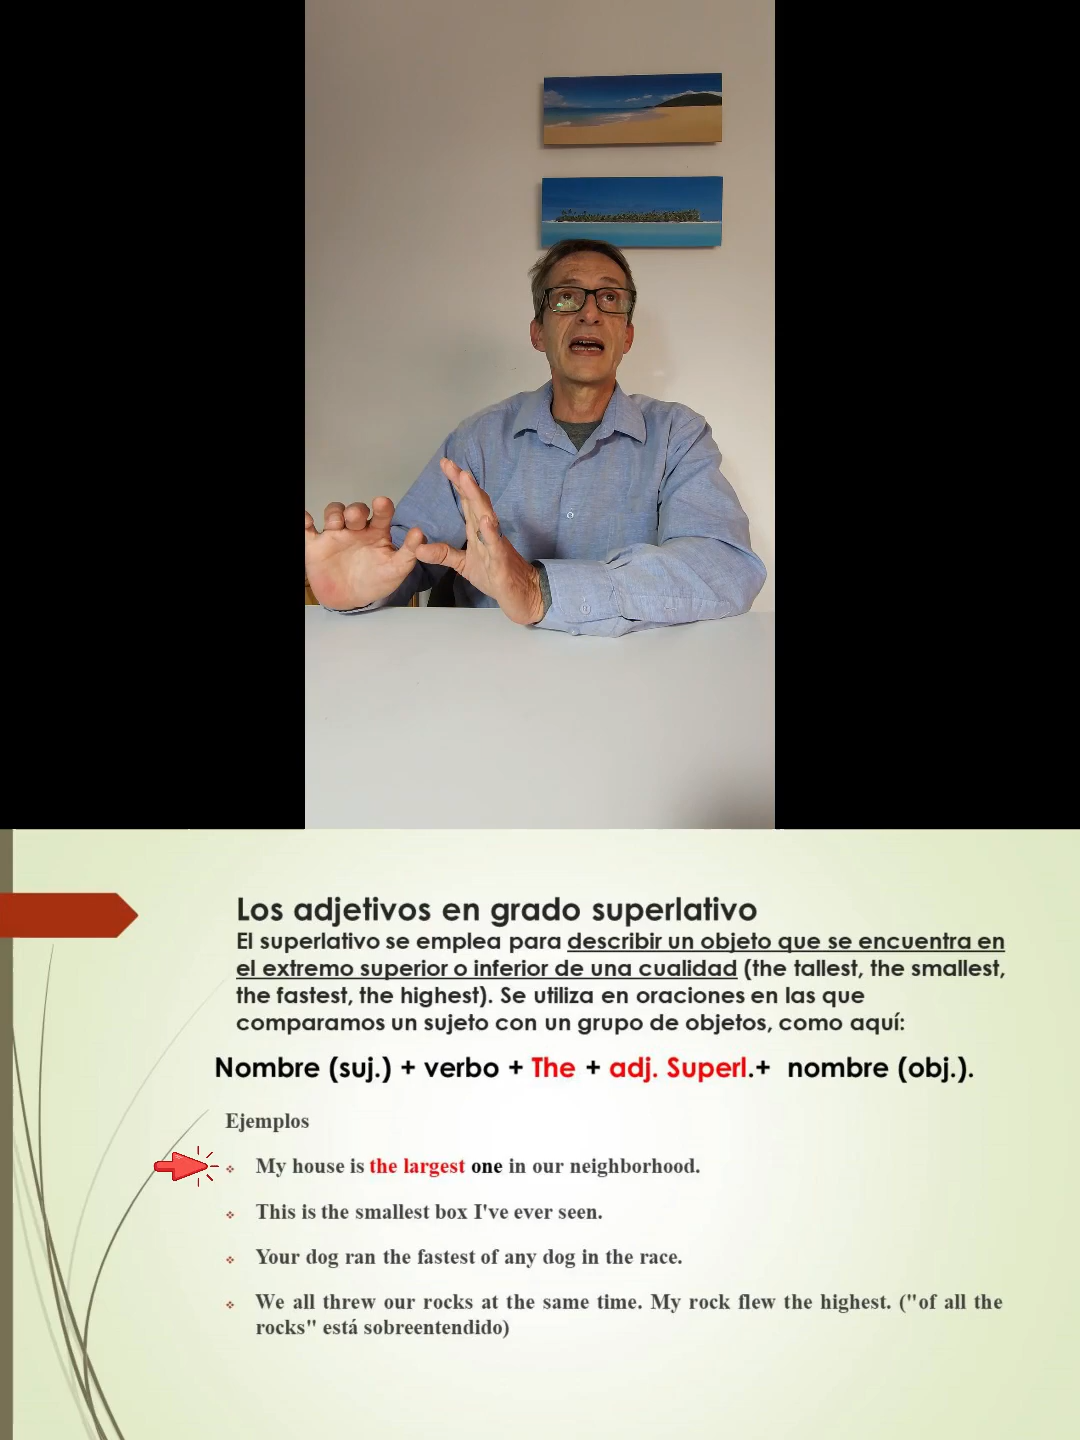 Los adjetivos en grado superlativo
El superlativo se emplea para describir un objeto que se encuentra en
el extremo superior o inferior de una cualidad (the tallest, the smallest,
the fastest, the highest). Se utiliza en oraciones en las que
comparamos un sujeto con un grupo de objetos, como aquí:
Nombre (suj.) + verbo + The + adj. Superl.+ nombre (obj.).
Ejemplos
My house is the largest one in our neighborhood.
This is the smallest box I've ever seen.
Your dog ran the fastest of any dog in the race.
We all threw our rocks at the same time. My rock flew the highest. ("of all the
rocks" está sobreentendido)